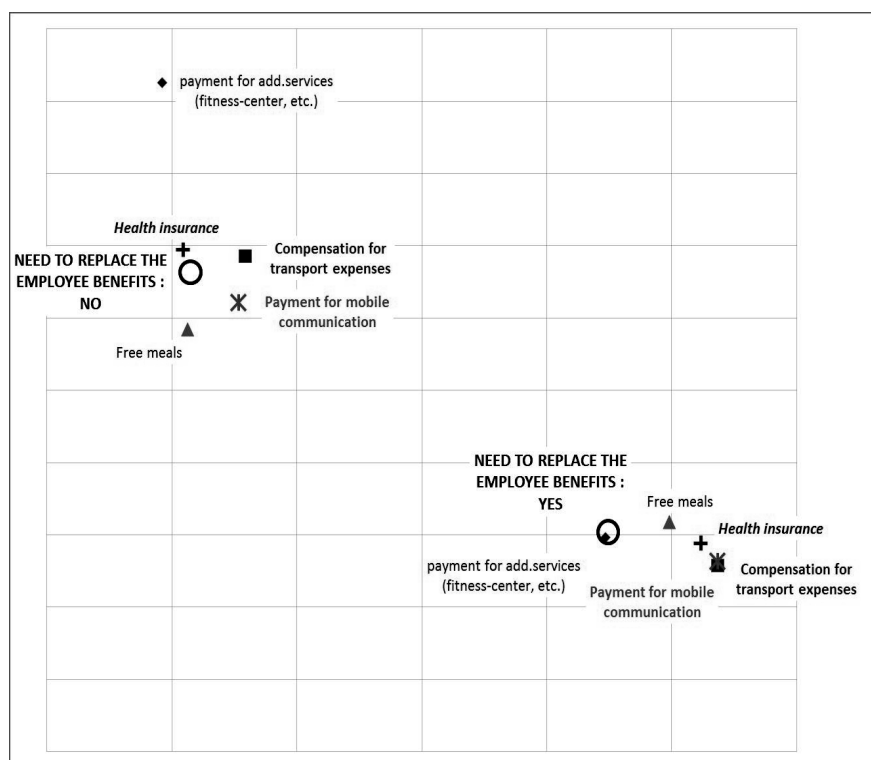 payment for add.services
(fitness-center, etc.)
Health insurance
NEED TO REPLACE THE
EMPLOYEE BENEFITS :
NO
Compensation for
transport expenses
Payment for mobile
communication
Free meals
NEED TO REPLACE THE
EMPLOYEE BENEFITS :
YES
Free meals
Health insurance
payment for add.services
(fitness-center, etc.)
Payment for mobile
communication
Compensation for
transport expenses